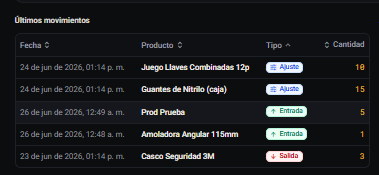 Últimos movimientos
Fecha Producto Tipo Cantidad
24 de jun de 2026, 01:14 p. m. Juego Llaves Combinadas 12p Ajuste 10
24 de jun de 2026, 01:14 p. m. Guantes de Nitrilo (caja) Ajuste 15
26 de jun de 2026, 12:49 a. m. Prod Prueba Entrada 5
26 de jun de 2026, 12:48 a. m. Amoladora Angular 115mm Entrada 1
23 de jun de 2026, 01:14 p. m. Casco Seguridad 3M Salida 3